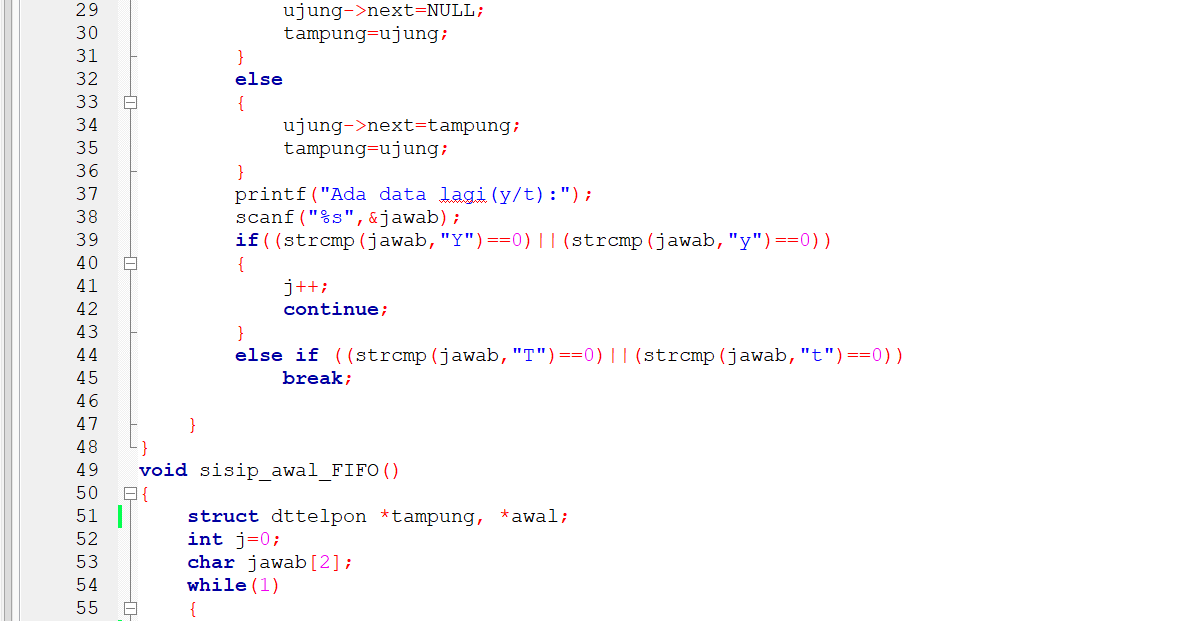 29 ujung->next=NULL;
30 tampung=ujung;
31 }
32 else
33 {
34 ujung->next=tampung;
35 tampung=ujung;
36 }
37 printf("Ada data lagi(y/t):");
38 scanf("%s",&jawab);
39 if((strcmp(jawab,"Y")==0)||(strcmp(jawab,"y")==0))
40 {
41 j++;
42 continue;
43 }
44 else if ((strcmp(jawab,"T")==0)||(strcmp(jawab,"t")==0))
45 break;
46
47 }
48 }
49 void sisip_awal_FIFO()
50 {
51 struct dttelpon *tampung, *awal;
52 int j=0;
53 char jawab[2];
54 while(1)
55 {